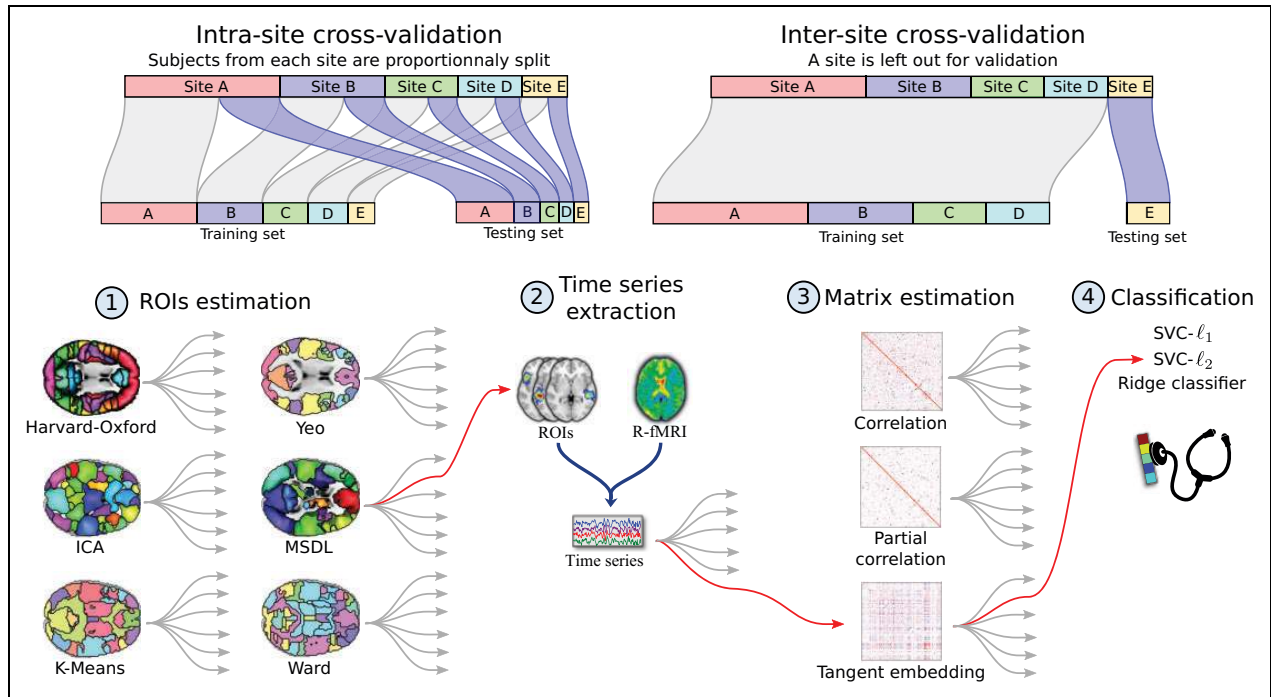 Intra-site cross-validation
Subjects from each site are proportionnaly split
Site A Site B Site C Site D Site E
A B C D E
Training set
A B C D E
Testing set
Inter-site cross-validation
A site is left out for validation
Site A Site B Site C Site D Site E
A B C D
Training set
E
Testing set
1 ROIs estimation
Harvard-Oxford
Yeo
ICA
MSDL
K-Means
Ward
2 Time series
extraction
ROIs
R-fMRI
Time series
3 Matrix estimation
Correlation
Partial
correlation
Tangent embedding
4 Classification
SVC-ℓ1
SVC-ℓ2
Ridge classifier